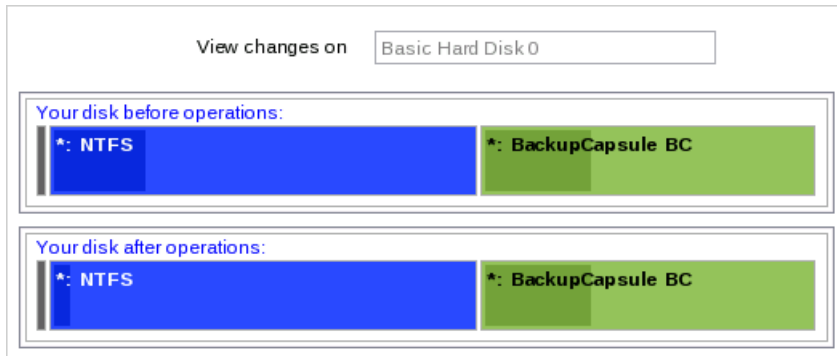 View changes on Basic Hard Disk 0
Your disk before operations:
*: NTFS *: BackupCapsule BC
Your disk after operations:
*: NTFS *: BackupCapsule BC